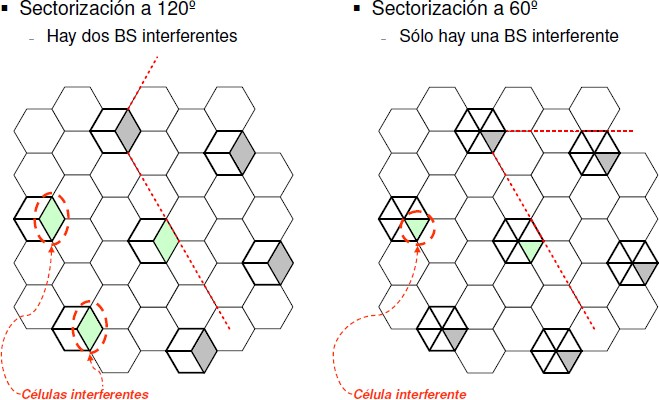 Sectorización a 120º
Hay dos BS interferentes
Células interferentes
Sectorización a 60º
Sólo hay una BS interferente
Célula interferente